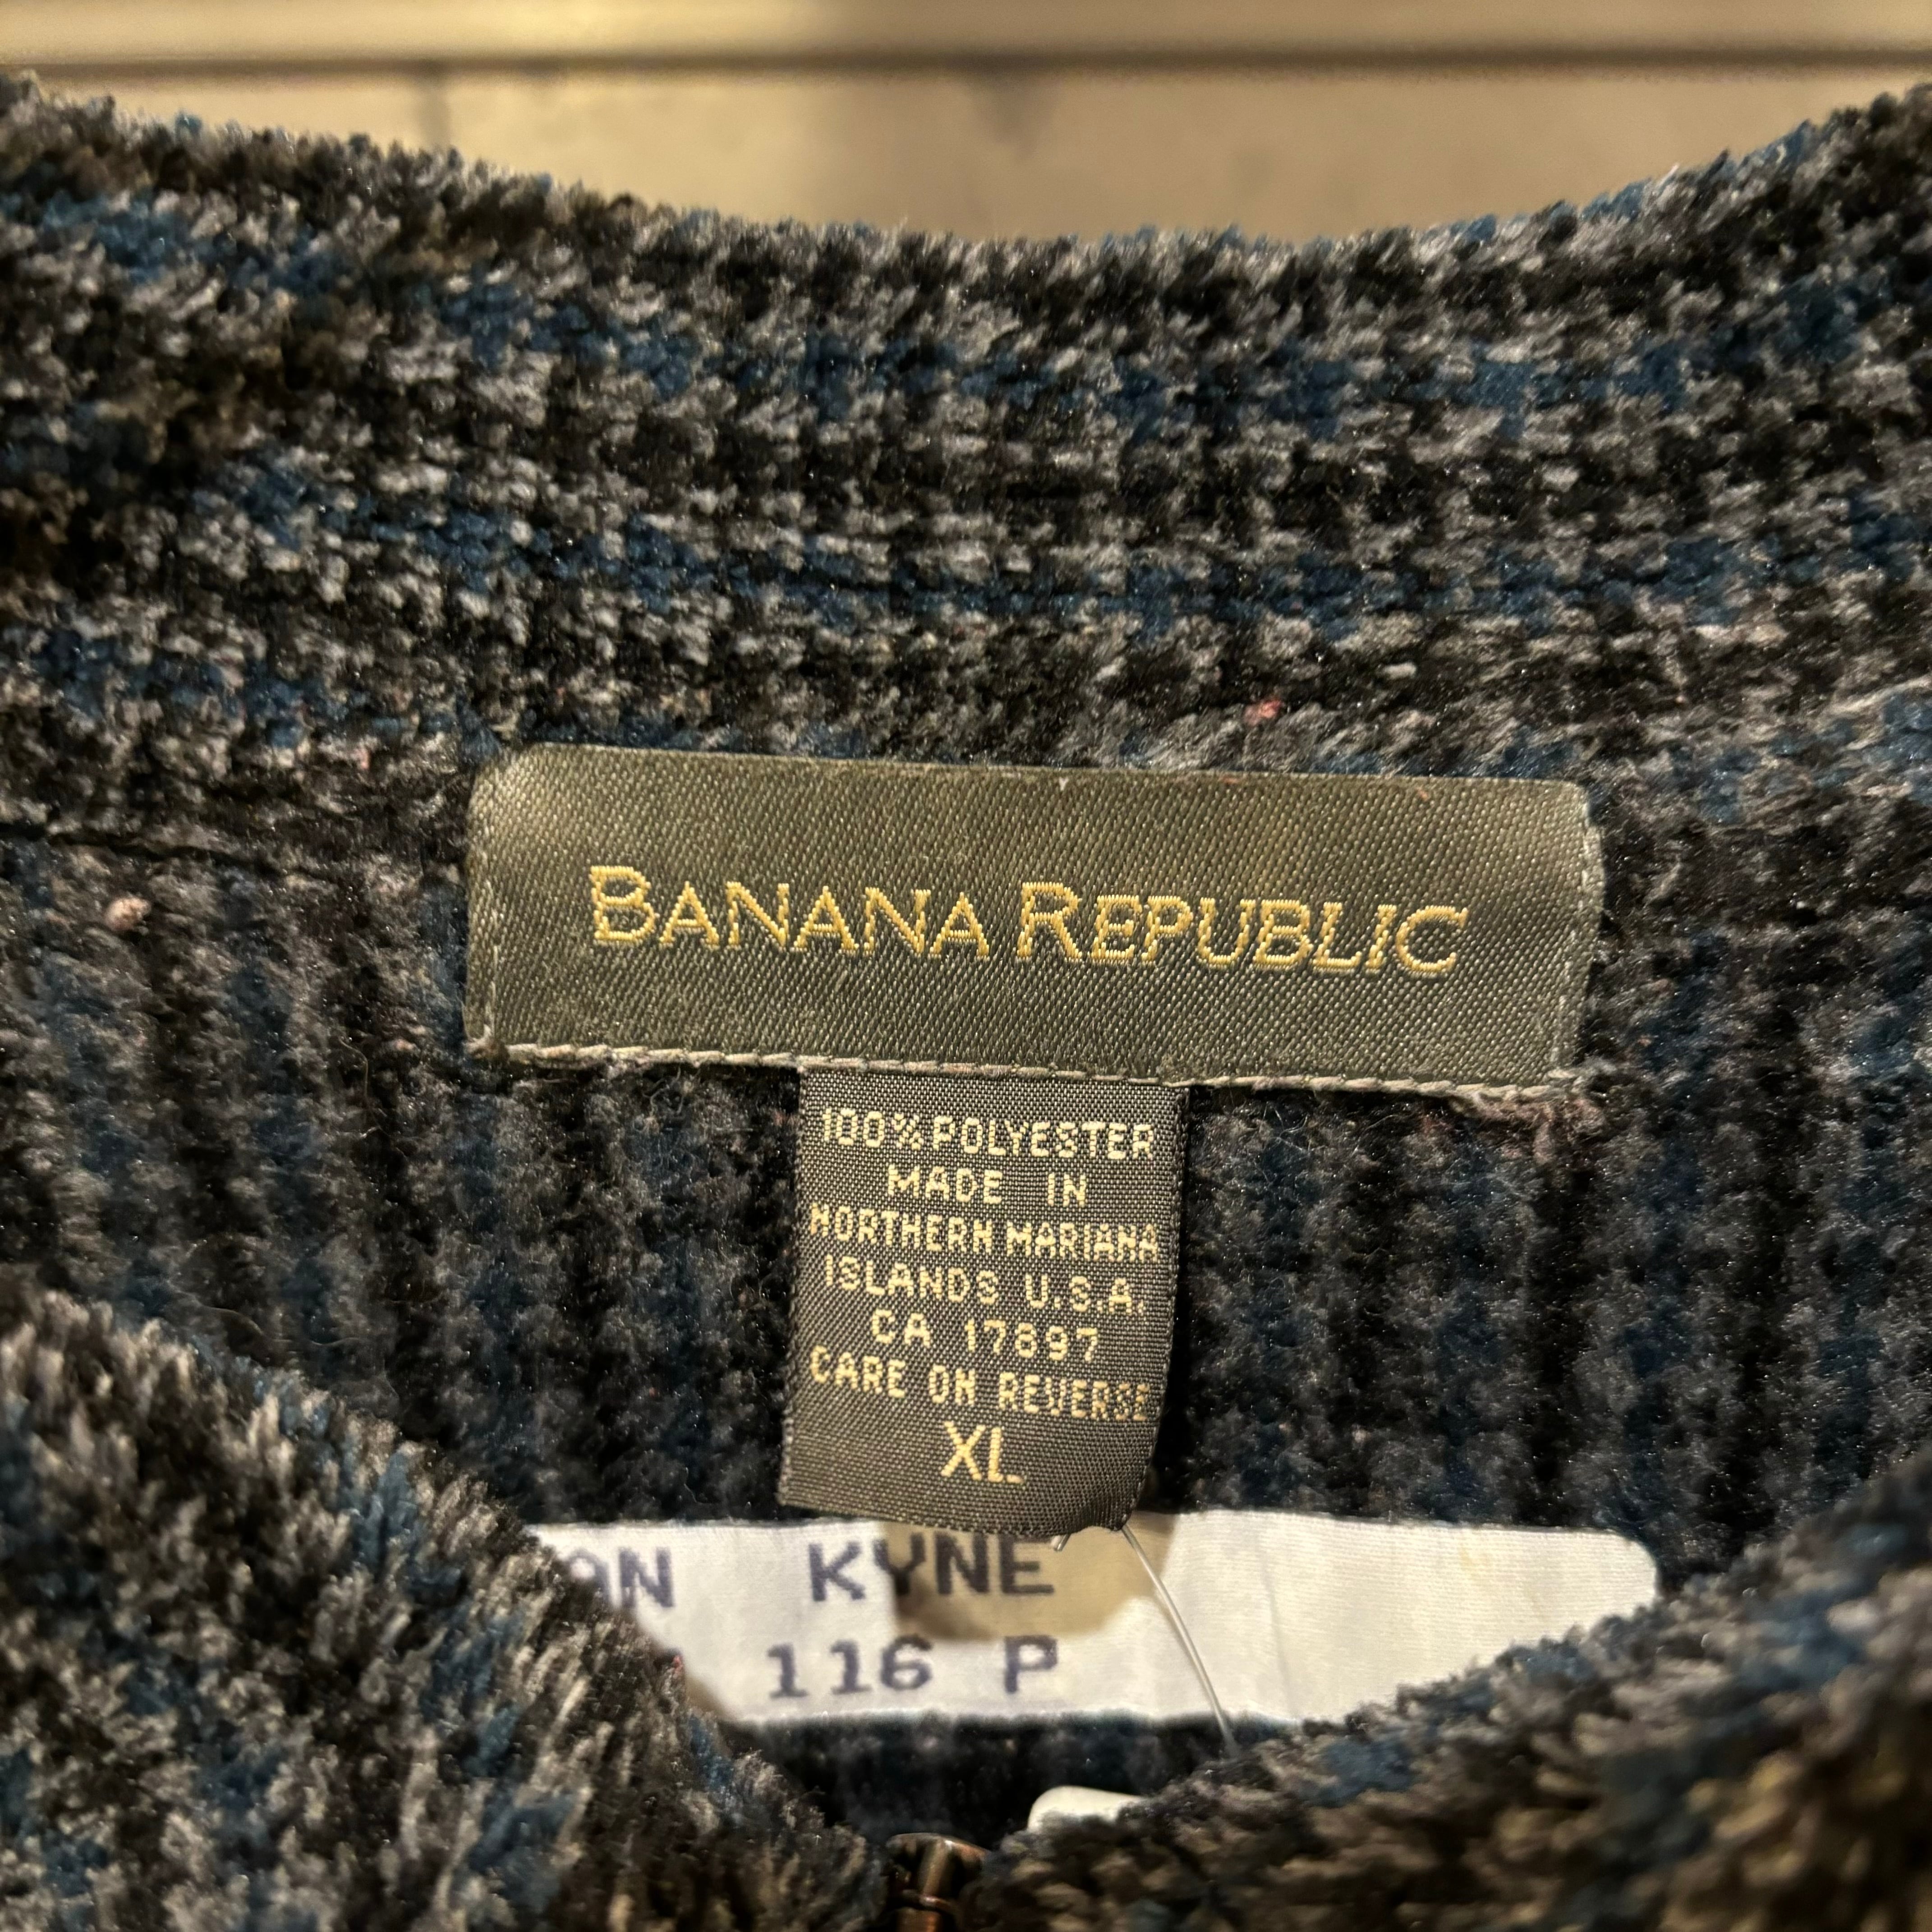 BANANA REPUBLIC
100% POLYESTER
MADE IN
NORTHERN MARIANA
ISLANDS U.S.A.
CA 17897
CARE ON REVERSE
XL
KYNE
116 P